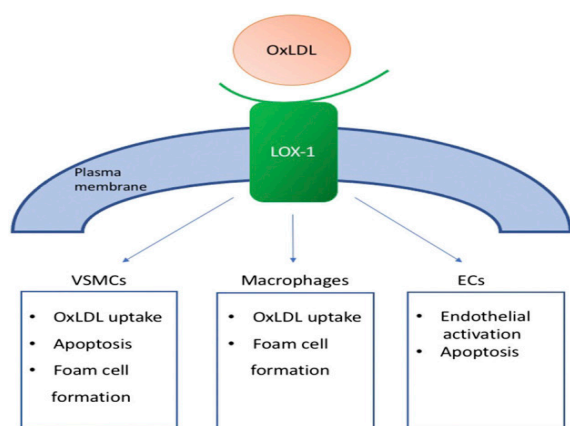 OxLDL
LOX-1
Plasma
membrane
VSMCs
Macrophages
ECs
• OxLDL uptake
• Apoptosis
• Foam cell
formation
• OxLDL uptake
• Foam cell
formation
• Endothelial
activation
• Apoptosis